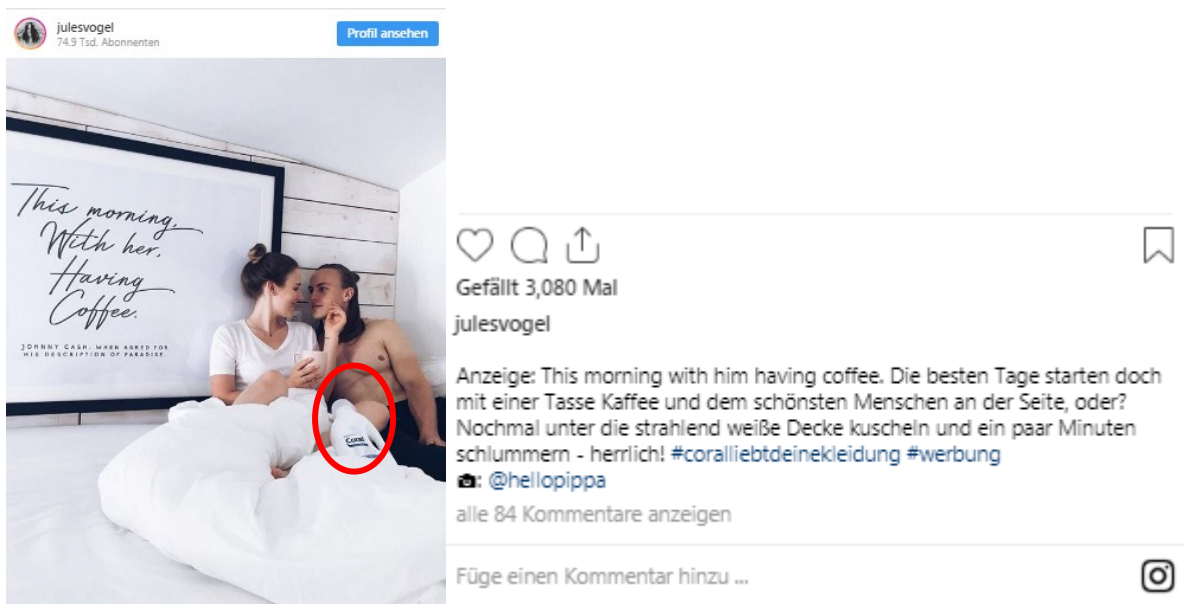 julesvogel
74.9 Tsd. Abonnenten
Profil ansehen
This morning,
With her,
Having
Coffee.
JOHNNY CASH, WHEN ASKED FOR
HIS DESCRIPTION OF PARADISE.
Coral
Gefällt 3,080 Mal
julesvogel
Anzeige: This morning with him having coffee. Die besten Tage starten doch
mit einer Tasse Kaffee und dem schönsten Menschen an der Seite, oder?
Nochmal unter die strahlend weiße Decke kuscheln und ein paar Minuten
schlummern - herrlich! #coralliebtdeinekleidung #werbung
: @hellopippa
alle 84 Kommentare anzeigen
Füge einen Kommentar hinzu ...